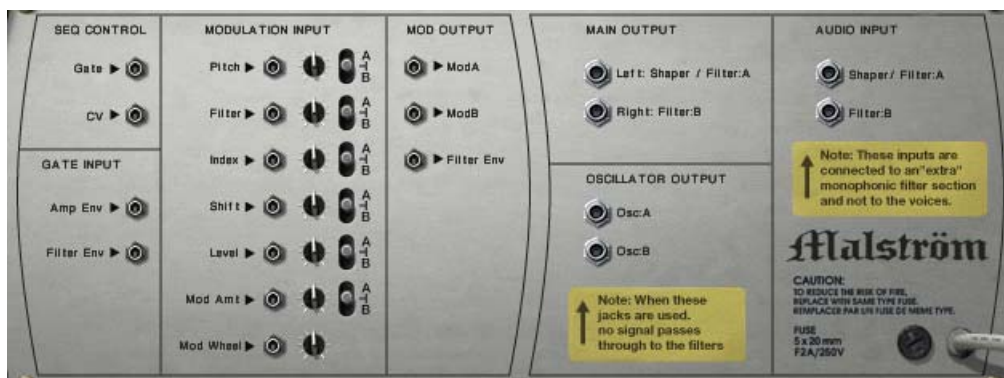 SEQ CONTROL
Gate
CV
GATE INPUT
Amp Env
Filter Env
MODULATION INPUT
Pitch
A
B
Filter
A
B
Index
A
B
Shift
A
B
Level
A
B
Mod Amt
A
B
Mod Wheel
MOD OUTPUT
ModA
ModB
Filter Env
MAIN OUTPUT
Left: Shaper / Filter:A
Right: Filter:B
OSCILLATOR OUTPUT
Osc:A
Osc:B
Note: When these
jacks are used.
no signal passes
through to the filters
AUDIO INPUT
Shaper/ Filter:A
Filter:B
Note: These inputs are
connected to an"extra"
monophonic filter section
and not to the voices.
Malström
CAUTION:
TO REDUCE THE RISK OF FIRE,
REPLACE WITH SAME TYPE FUSE.
REMPLACER PAR UN FUSE DE MEME TYPE.
FUSE
5 x 20 mm
F2A/250V